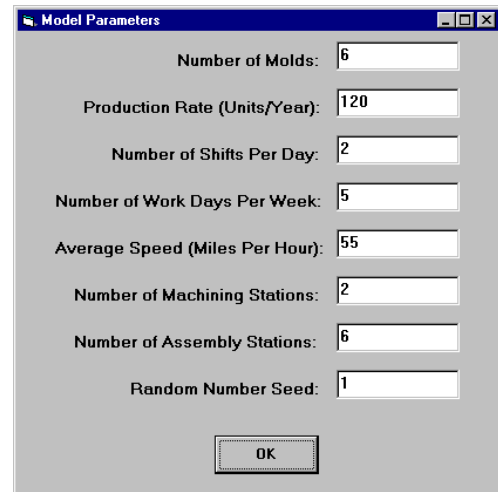 Model Parameters
Number of Molds: 6
Production Rate (Units/Year): 120
Number of Shifts Per Day: 2
Number of Work Days Per Week: 5
Average Speed (Miles Per Hour): 55
Number of Machining Stations: 2
Number of Assembly Stations: 6
Random Number Seed: 1
OK